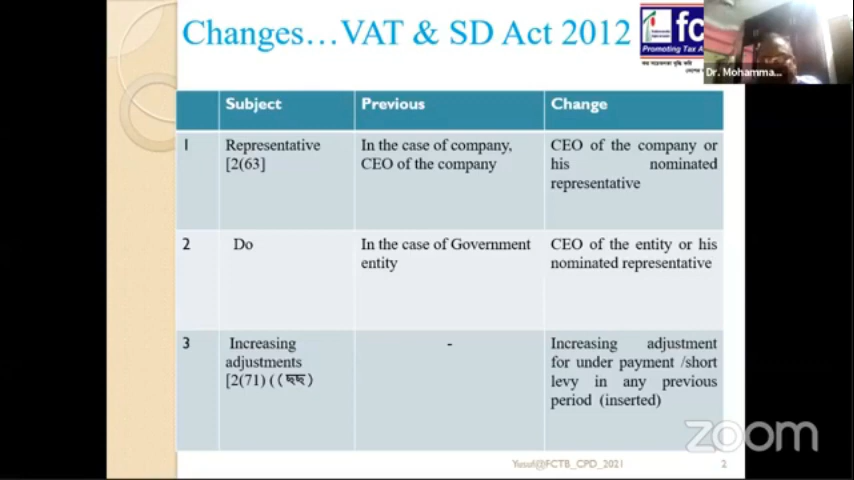 Changes…VAT & SD Act 2012
fc
Promoting Tax A
Dr. Mohamma...
Subject Previous Change
1 Representative In the case of company, CEO of the company or
[2(63] CEO of the company his nominated
representative
2 Do In the case of Government CEO of the entity or his
entity nominated representative
3 Increasing - Increasing adjustment
adjustments for under payment /short
[2(71) ((ছছ) levy in any previous
period (inserted)
zoom
Yusuf@FCTB_CPD_2021 2